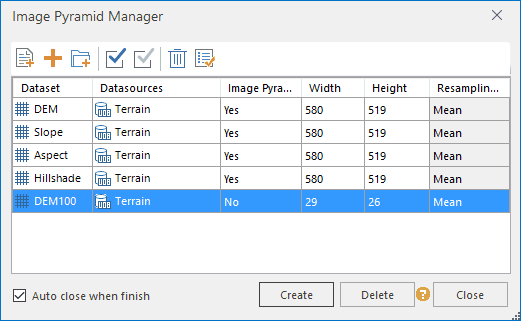 Image Pyramid Manager
Dataset Datasources Image Pyra... Width Height Resamplin...
DEM Terrain Yes 580 519 Mean
Slope Terrain Yes 580 519 Mean
Aspect Terrain Yes 580 519 Mean
Hillshade Terrain Yes 580 519 Mean
DEM100 Terrain No 29 26 Mean
Auto close when finish Create Delete ? Close